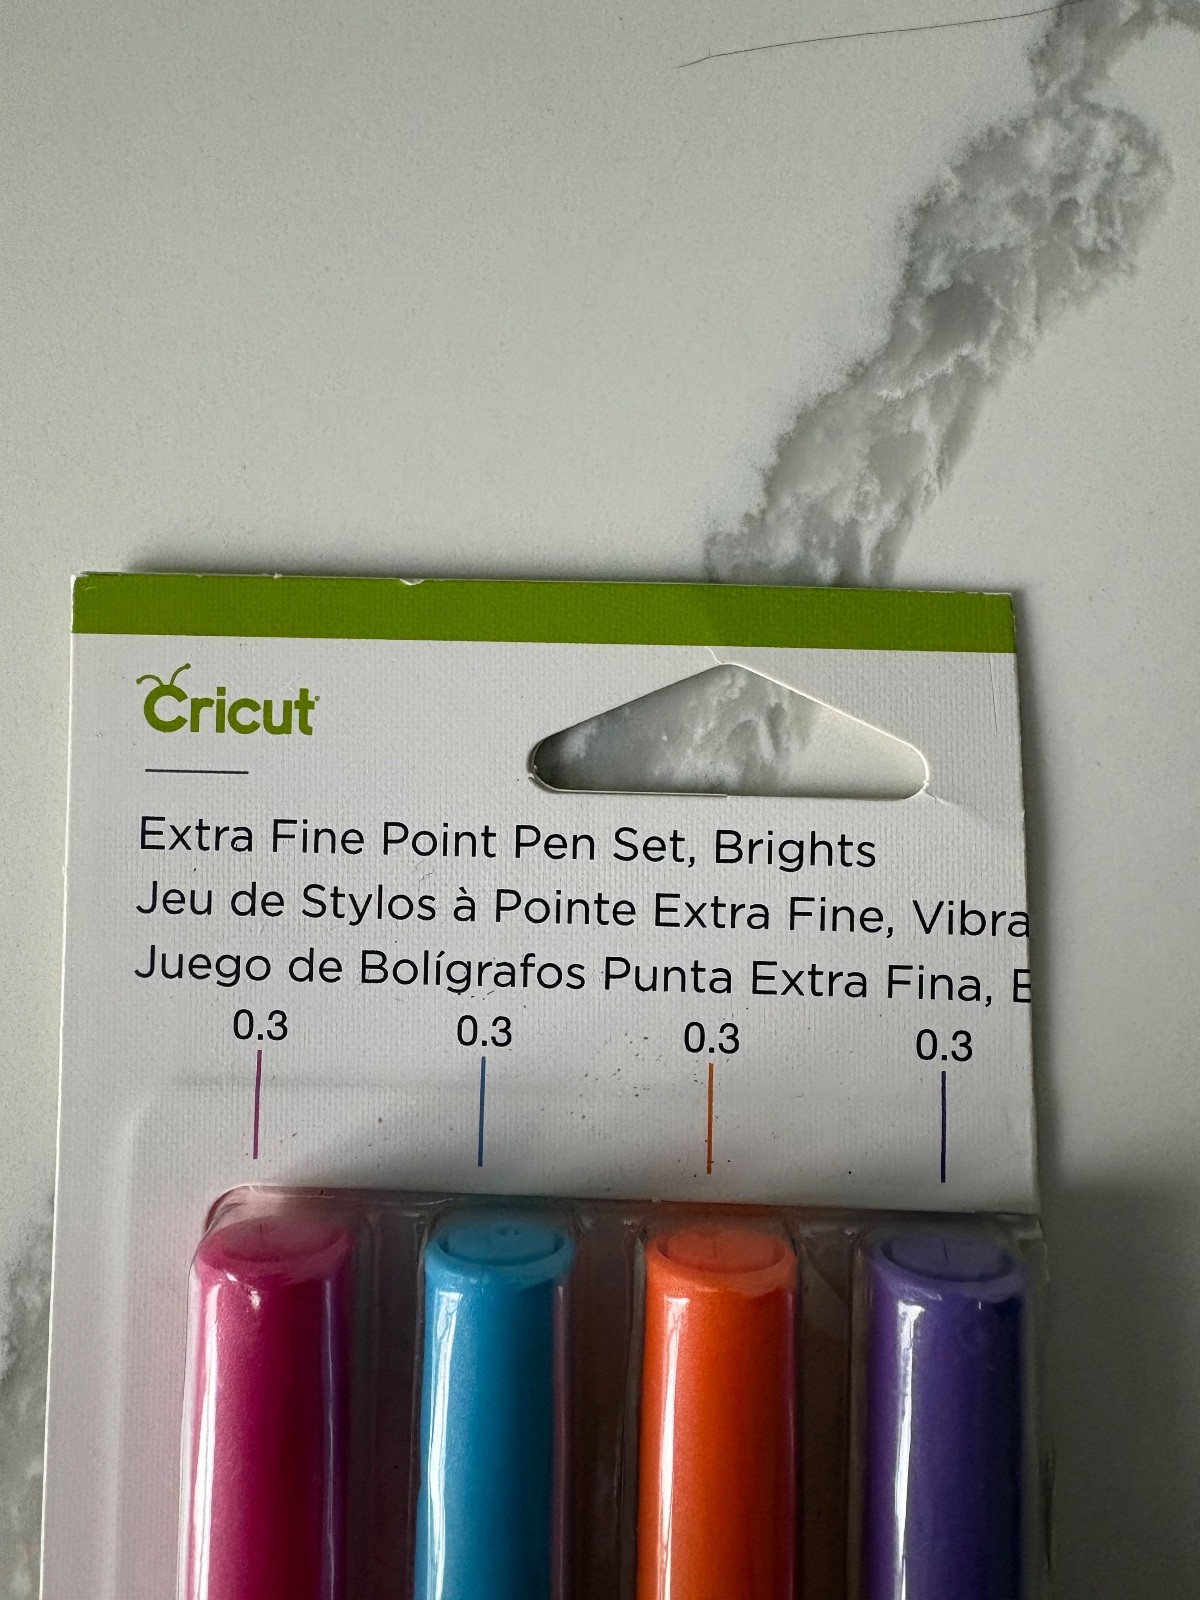 Cricut
Extra Fine Point Pen Set, Brights
Jeu de Stylos à Pointe Extra Fine, Vibra
Juego de Bolígrafos Punta Extra Fina,
0.3 0.3 0.3 0.3